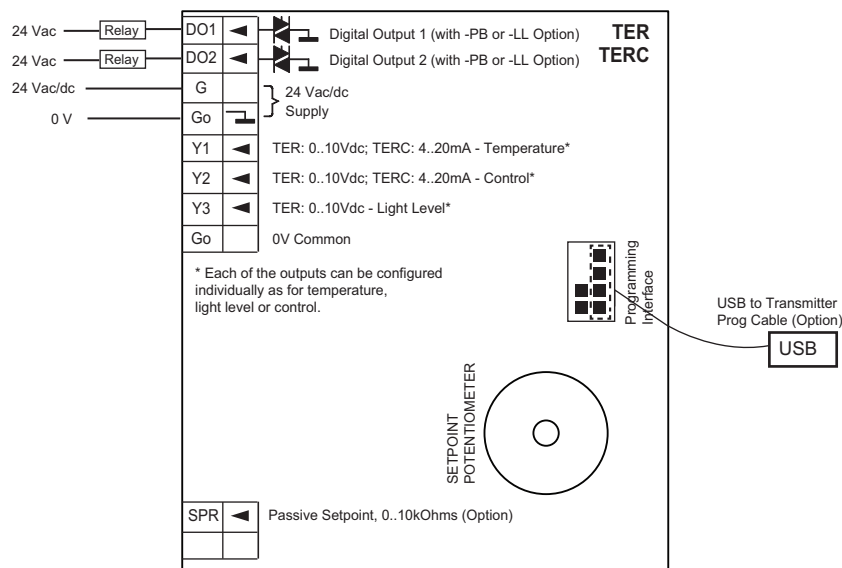 24 Vac Relay DO1 Digital Output 1 (with -PB or -LL Option) TER
24 Vac Relay DO2 Digital Output 2 (with -PB or -LL Option) TERC
24 Vac/dc G 24 Vac/dc
Supply
0 V Go
Y1 TER: 0..10Vdc; TERC: 4..20mA - Temperature*
Y2 TER: 0..10Vdc; TERC: 4..20mA - Control*
Y3 TER: 0..10Vdc - Light Level*
Go 0V Common
* Each of the outputs can be configured
individually as for temperature,
light level or control.
Programming
Interface
USB to Transmitter
Prog Cable (Option)
USB
SETPOINT
POTENTIOMETER
SPR Passive Setpoint, 0..10kOhms (Option)